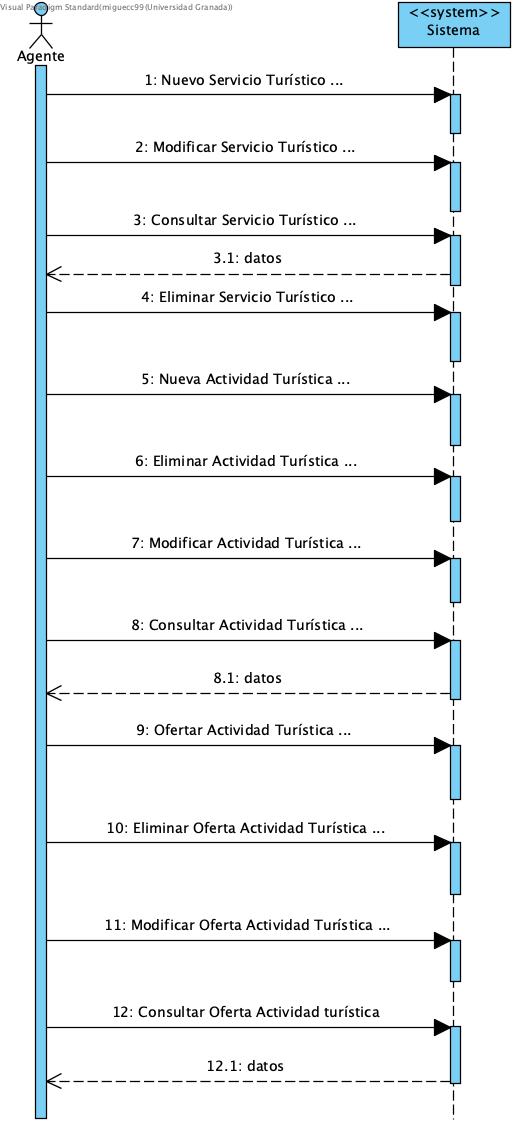 Visual Paradigm Standard(miguecc99(Universidad Granada))
<<system>>
Sistema
Agente
1: Nuevo Servicio Turístico ...
2: Modificar Servicio Turístico ...
3: Consultar Servicio Turístico ...
3.1: datos
4: Eliminar Servicio Turístico ...
5: Nueva Actividad Turística ...
6: Eliminar Actividad Turística ...
7: Modificar Actividad Turística ...
8: Consultar Actividad Turística ...
8.1: datos
9: Ofertar Actividad Turística ...
10: Eliminar Oferta Actividad Turística ...
11: Modificar Oferta Actividad Turística ...
12: Consultar Oferta Actividad turística
12.1: datos